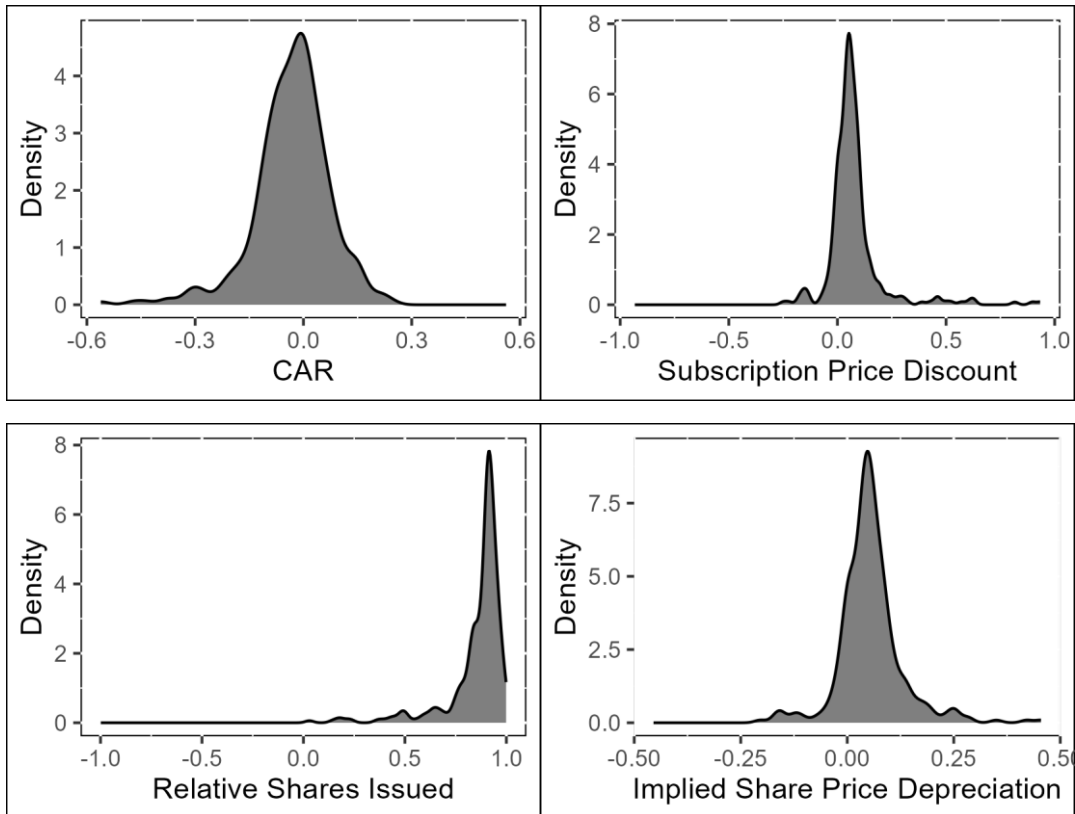 Density
4
3
2
1
0
-0.6 -0.3 0.0 0.3 0.6
CAR
Density
8
6
4
2
0
-1.0 -0.5 0.0 0.5 1.0
Subscription Price Discount
Density
8
6
4
2
0
-1.0 -0.5 0.0 0.5 1.0
Relative Shares Issued
Density
7.5
5.0
2.5
0.0
-0.50 -0.25 0.00 0.25 0.50
Implied Share Price Depreciation